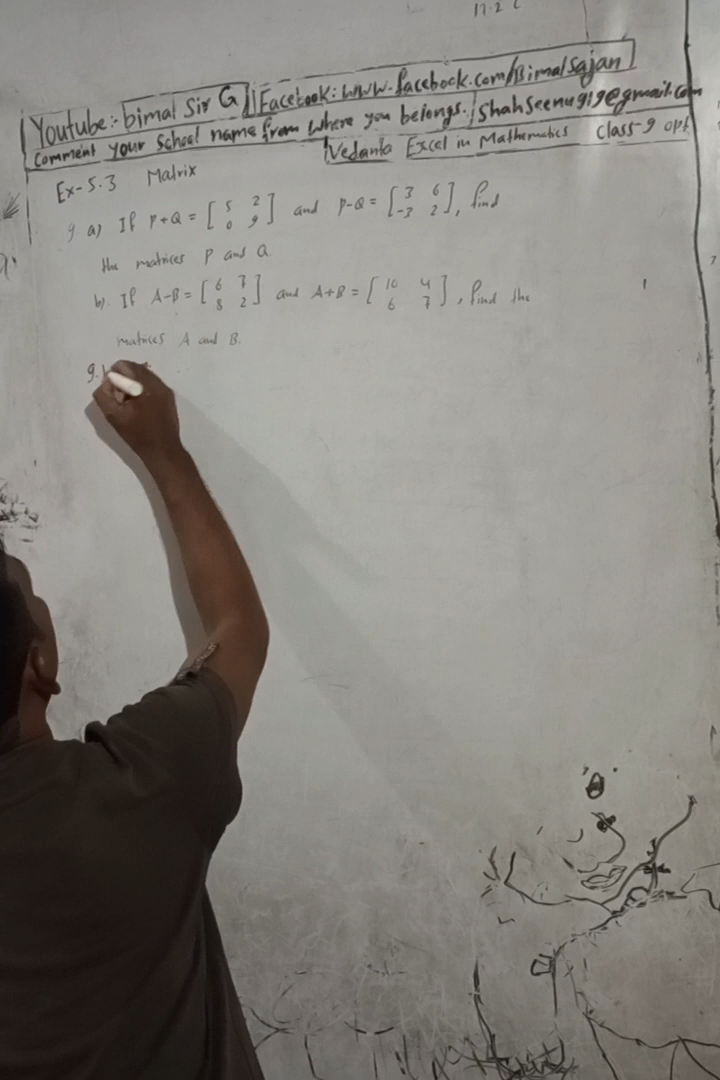 17.2
Youtube:- bimal Sir G || Facebook: www.facebook.com/Bimalsajan
Comment your School name from where you belongs. / Shahseenu919@gmail.com
Vedanta Excel in Mathematics Class-9 opt
Ex-5.3 Matrix
9. a) If P+Q = [5 2 0 9] and P-Q = [3 6 -3 2], find
the matrices P and Q.
b). If A-B = [6 7 8 2] and A+B = [10 4 6 7], find the
matrices A and B.
9.